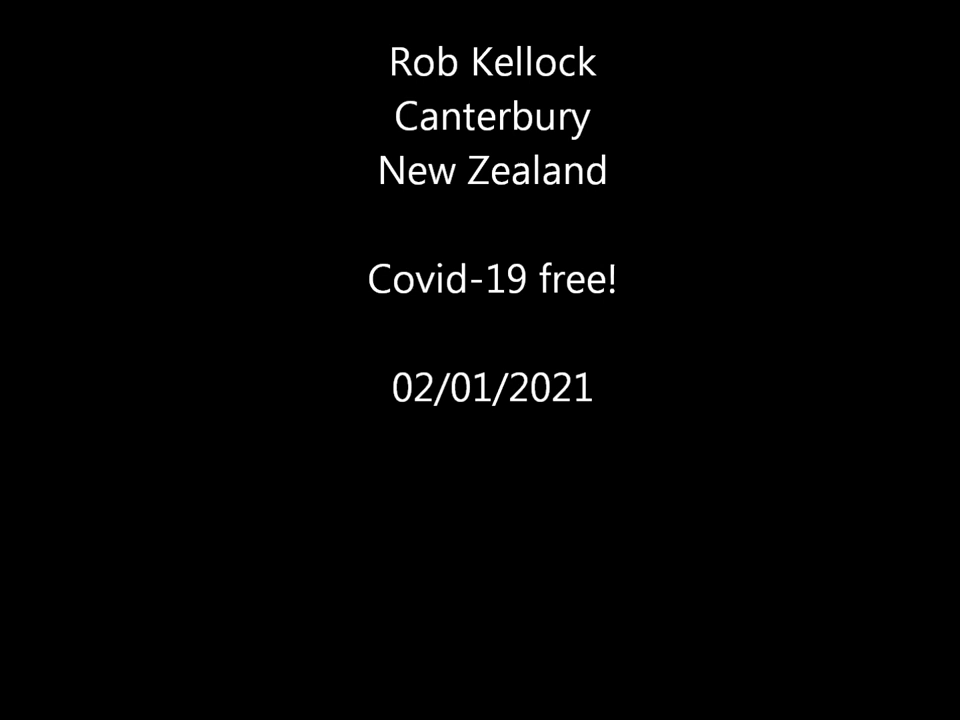 Rob Kellock
Canterbury
New Zealand
Covid-19 free!
02/01/2021